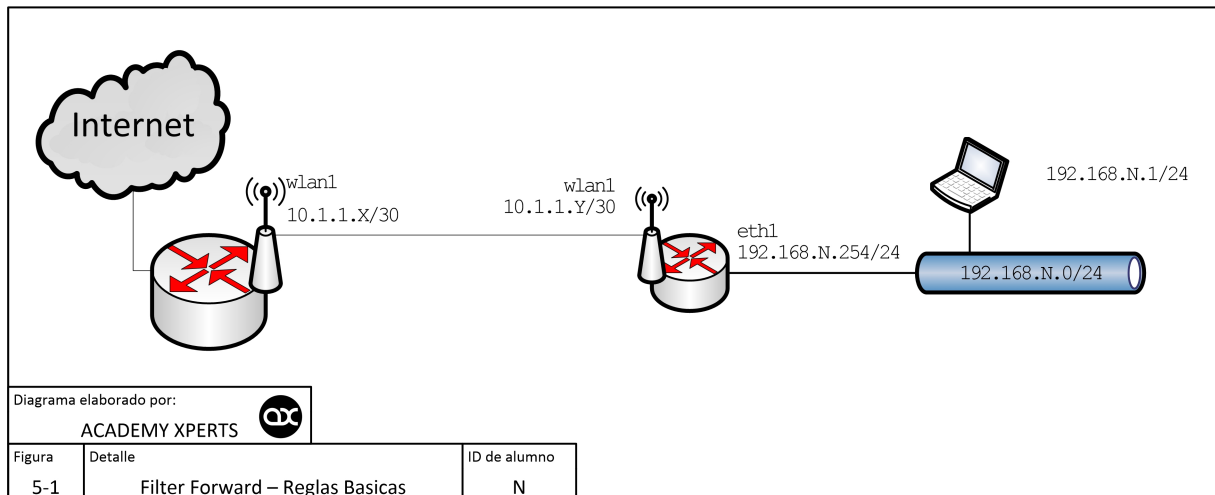 Internet
wlan1
10.1.1.X/30
wlan1
10.1.1.Y/30
eth1
192.168.N.254/24
192.168.N.1/24
192.168.N.0/24
Diagrama elaborado por:
ACADEMY XPERTS
ax
Figura
Detalle
ID de alumno
5-1
Filter Forward – Reglas Basicas
N